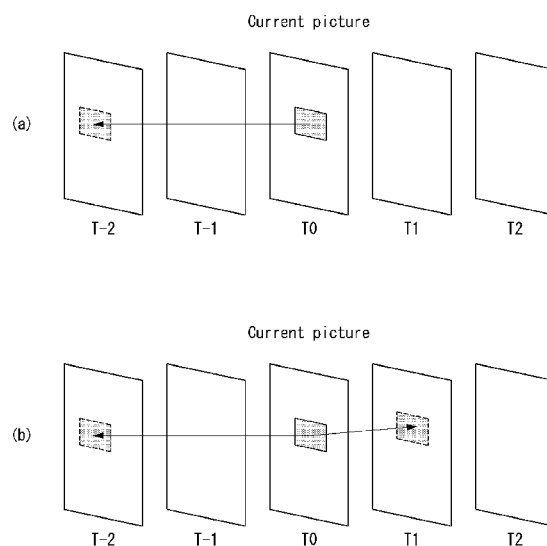 Current picture
(a)
T-2 T-1 T0 T1 T2
Current picture
(b)
T-2 T-1 T0 T1 T2